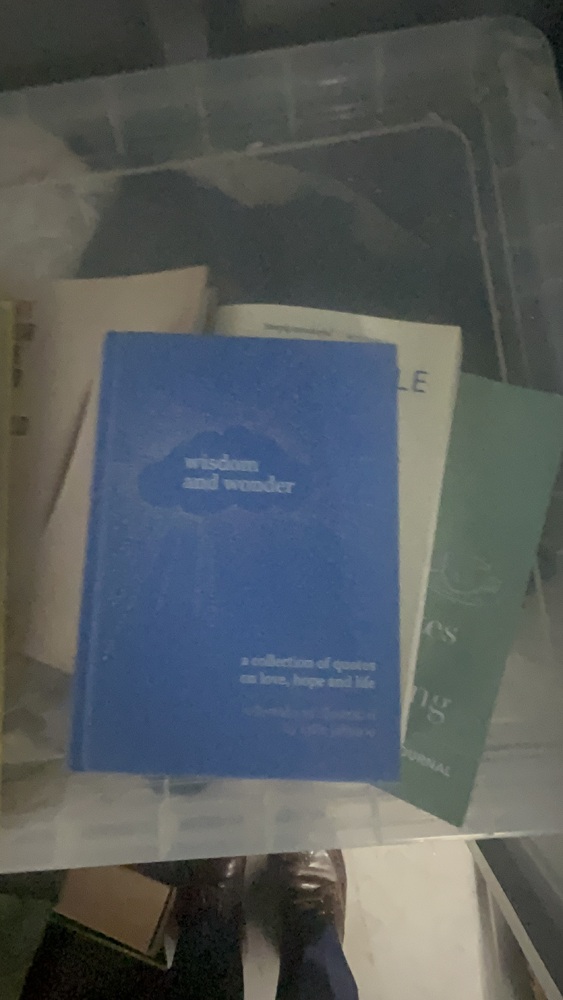 wisdom
and wonder
a collection of quotes
on love, hope and life
LE
es
ng
JOURNAL